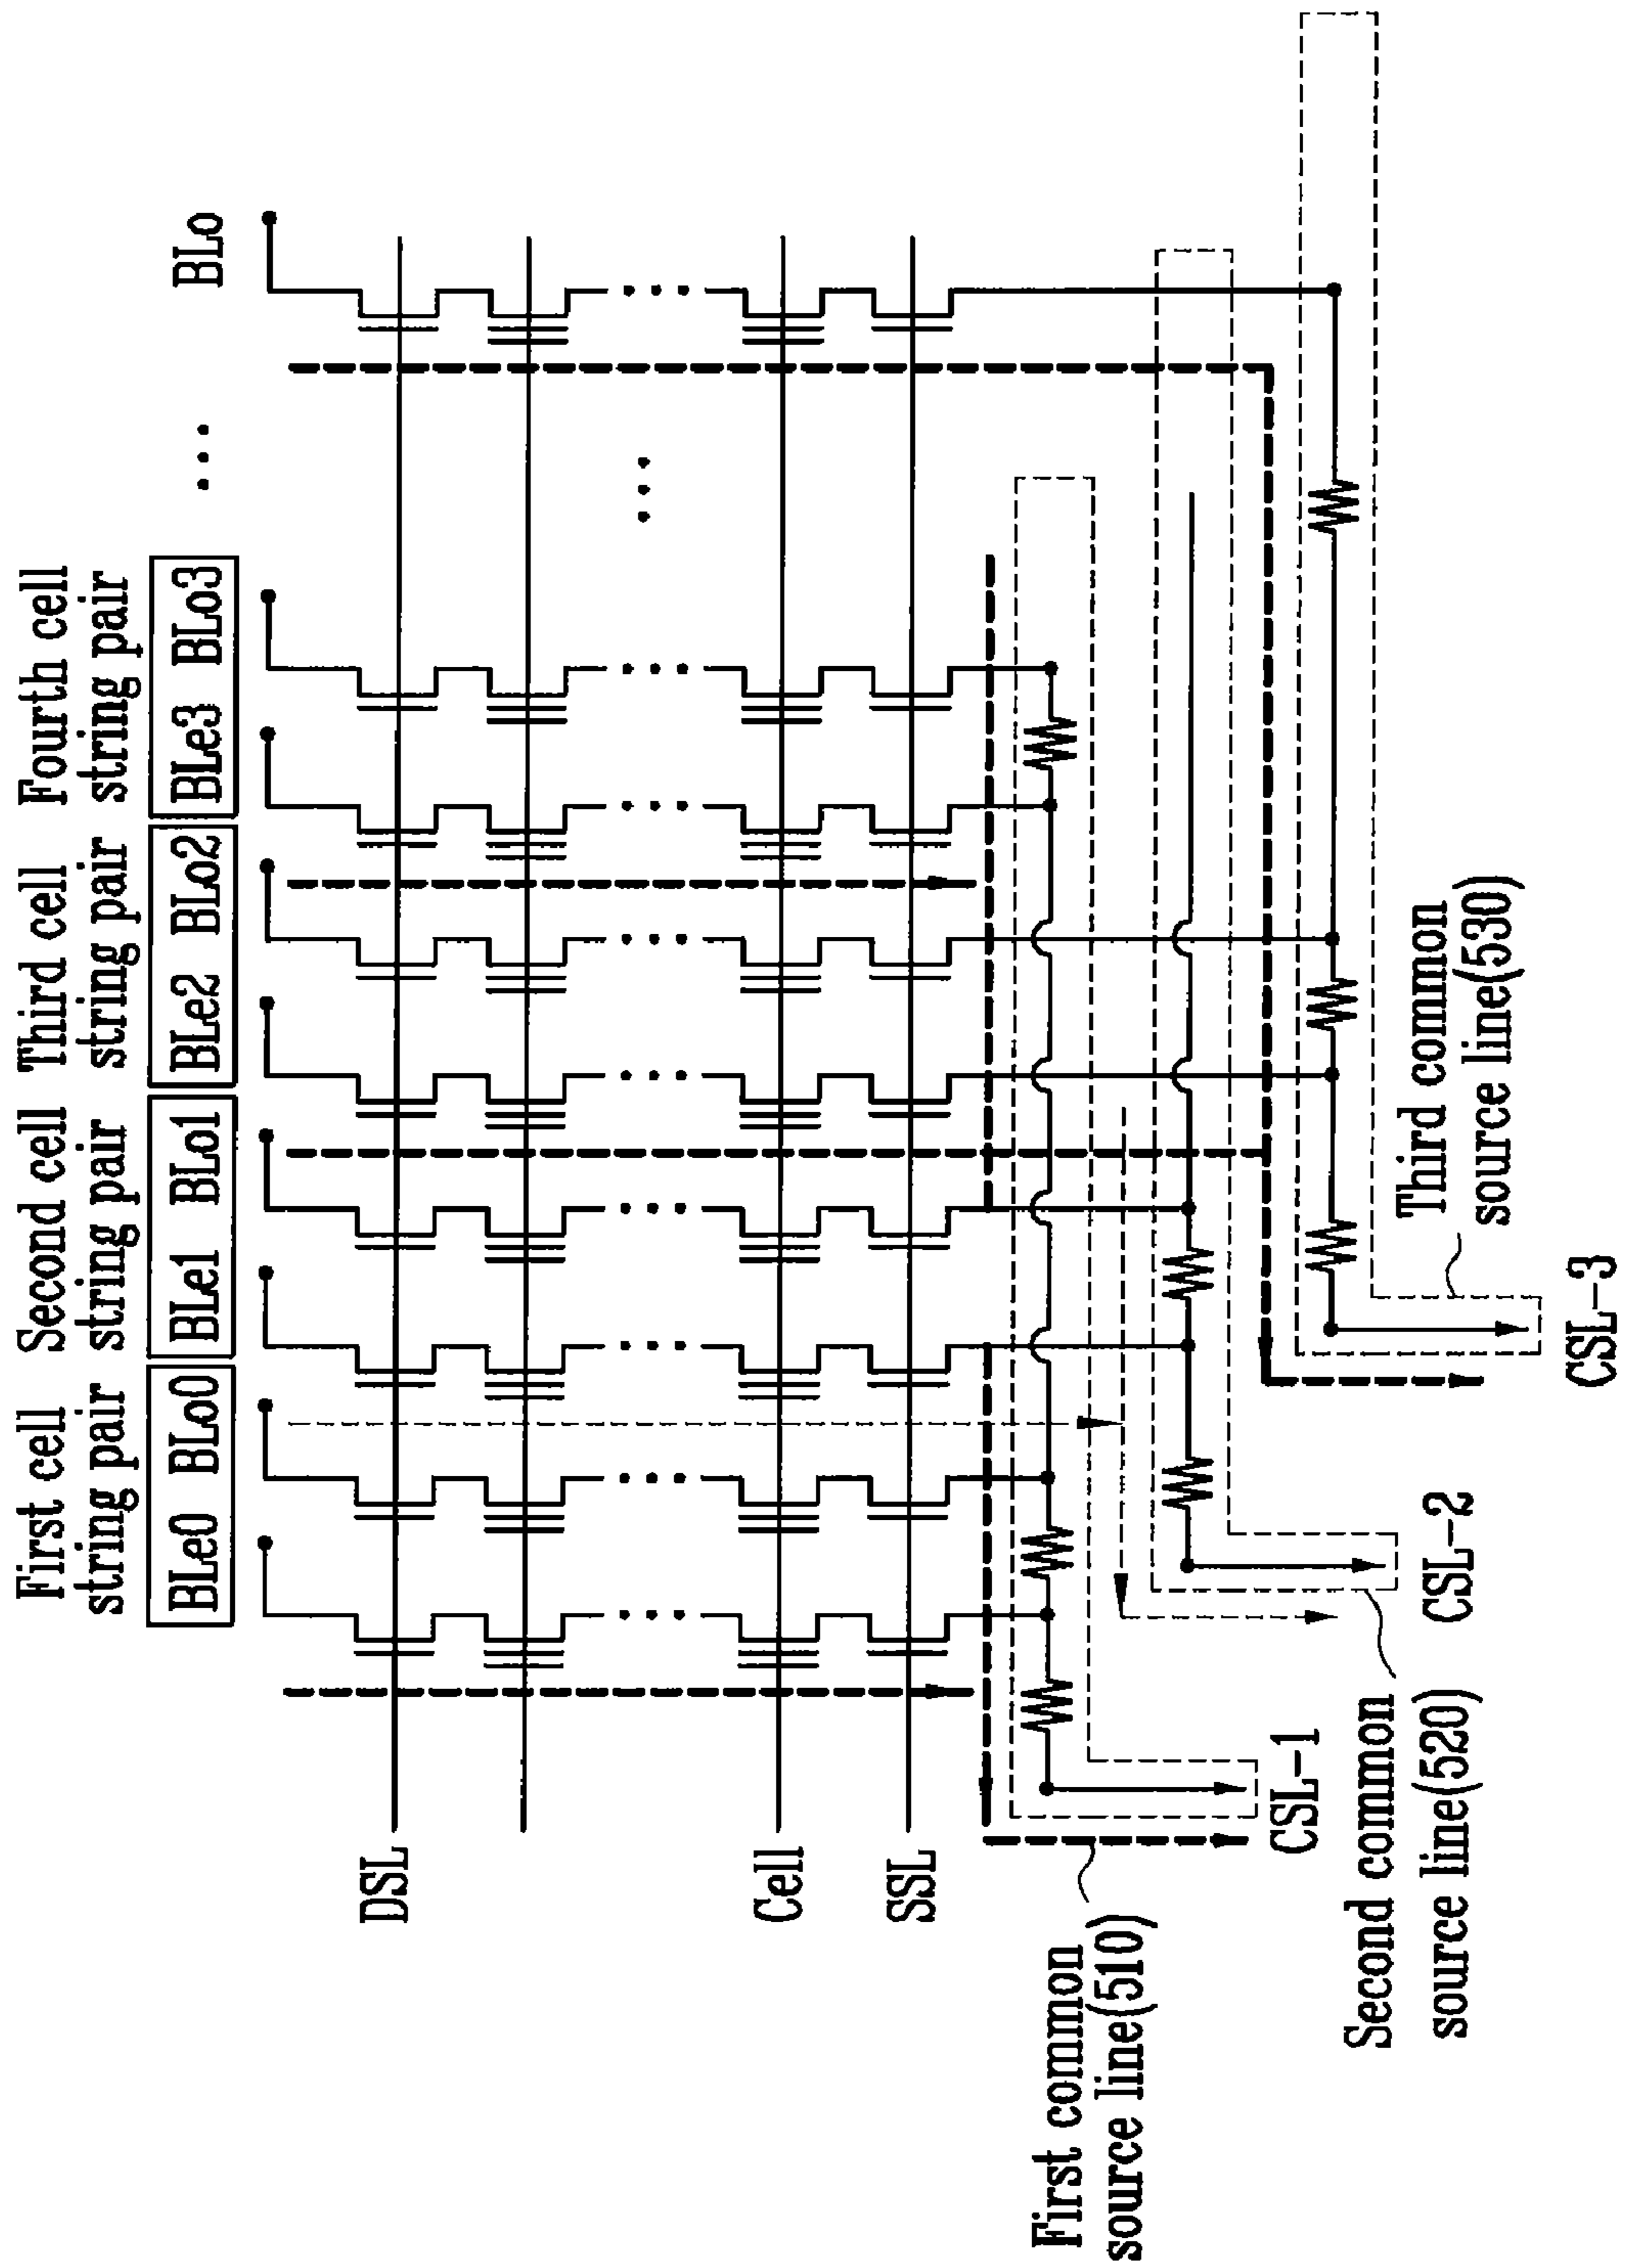 First cell
string pair
Second cell
string pair
Third cell
string pair
Fourth cell
string pair
BLe0 BLo0
BLe1 BLo1
BLe2 BLo2
BLe3 BLo3
...
BLo
DSL
Cell
SSL
First common
source line(510)
CSL-1
Second common
source line(520)
CSL-2
Third common
source line(530)
CSL-3